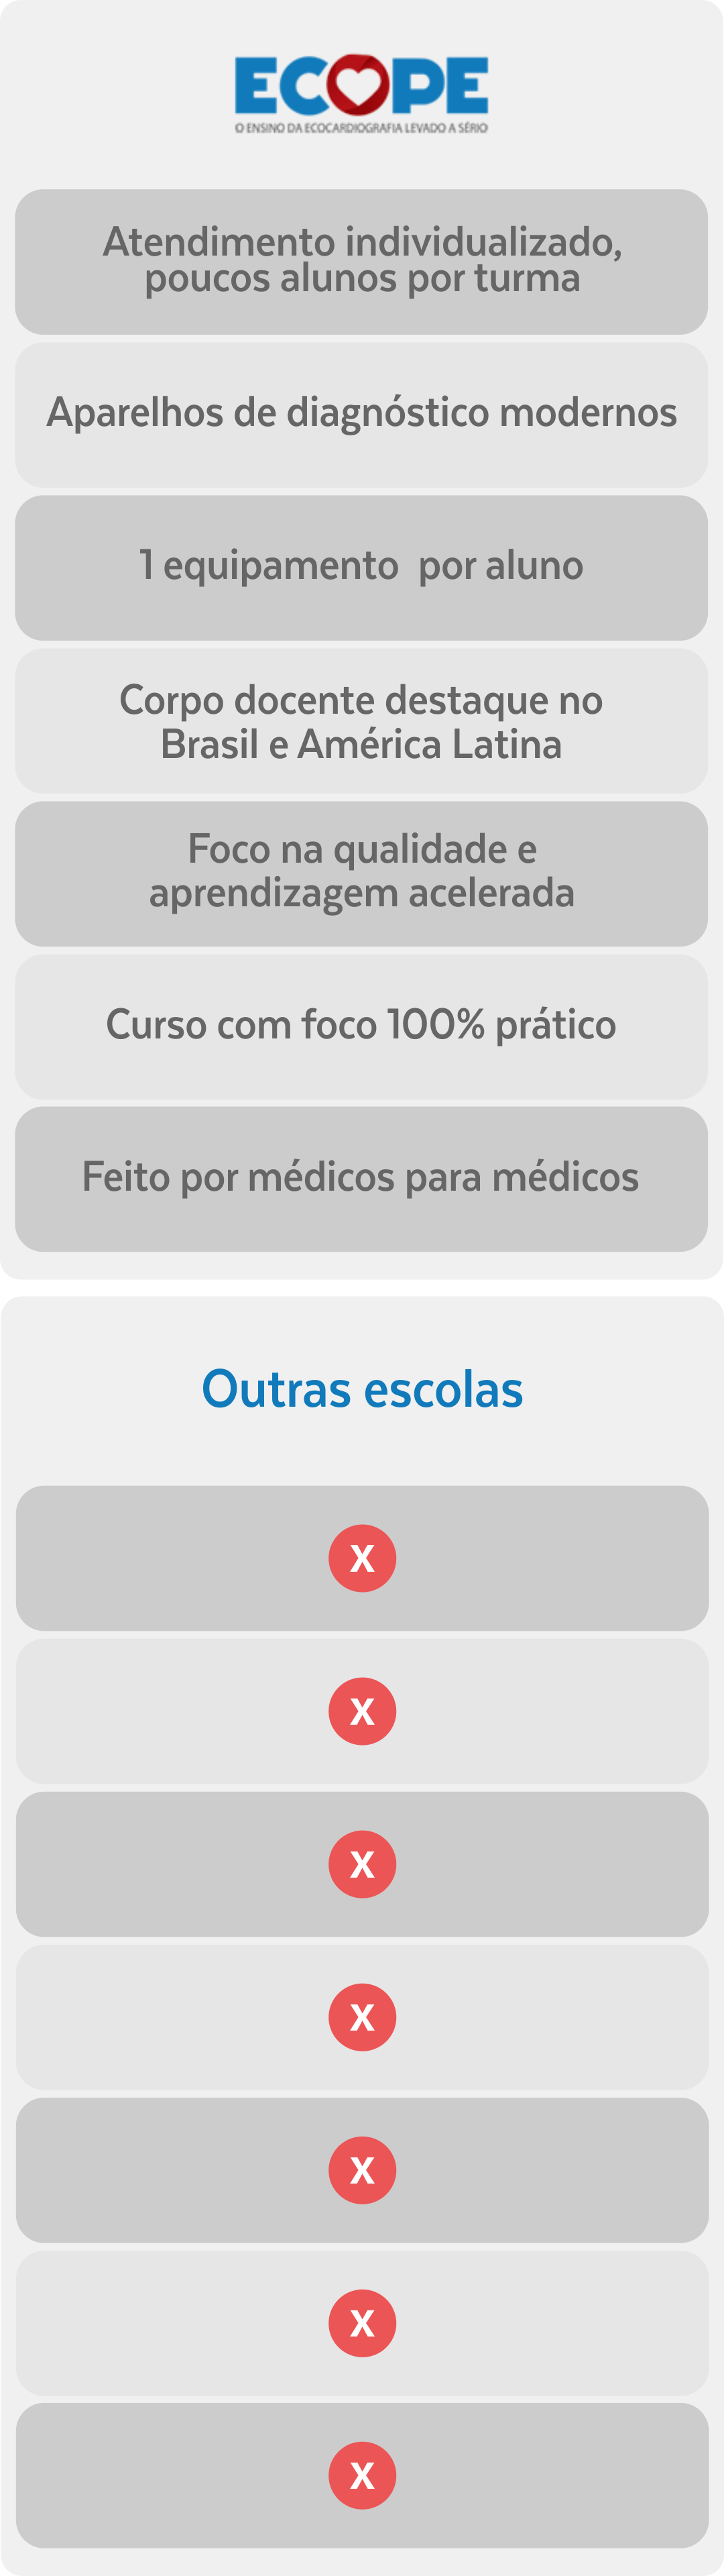 ECOPE
O ENSINO DA ECOCARDIOGRAFIA LEVADO A SÉRIO
Atendimento individualizado,
poucos alunos por turma
Aparelhos de diagnóstico modernos
1 equipamento  por aluno
Corpo docente destaque no
Brasil e América Latina
Foco na qualidade e
aprendizagem acelerada
Curso com foco 100% prático
Feito por médicos para médicos
Outras escolas
X
X
X
X
X
X
X